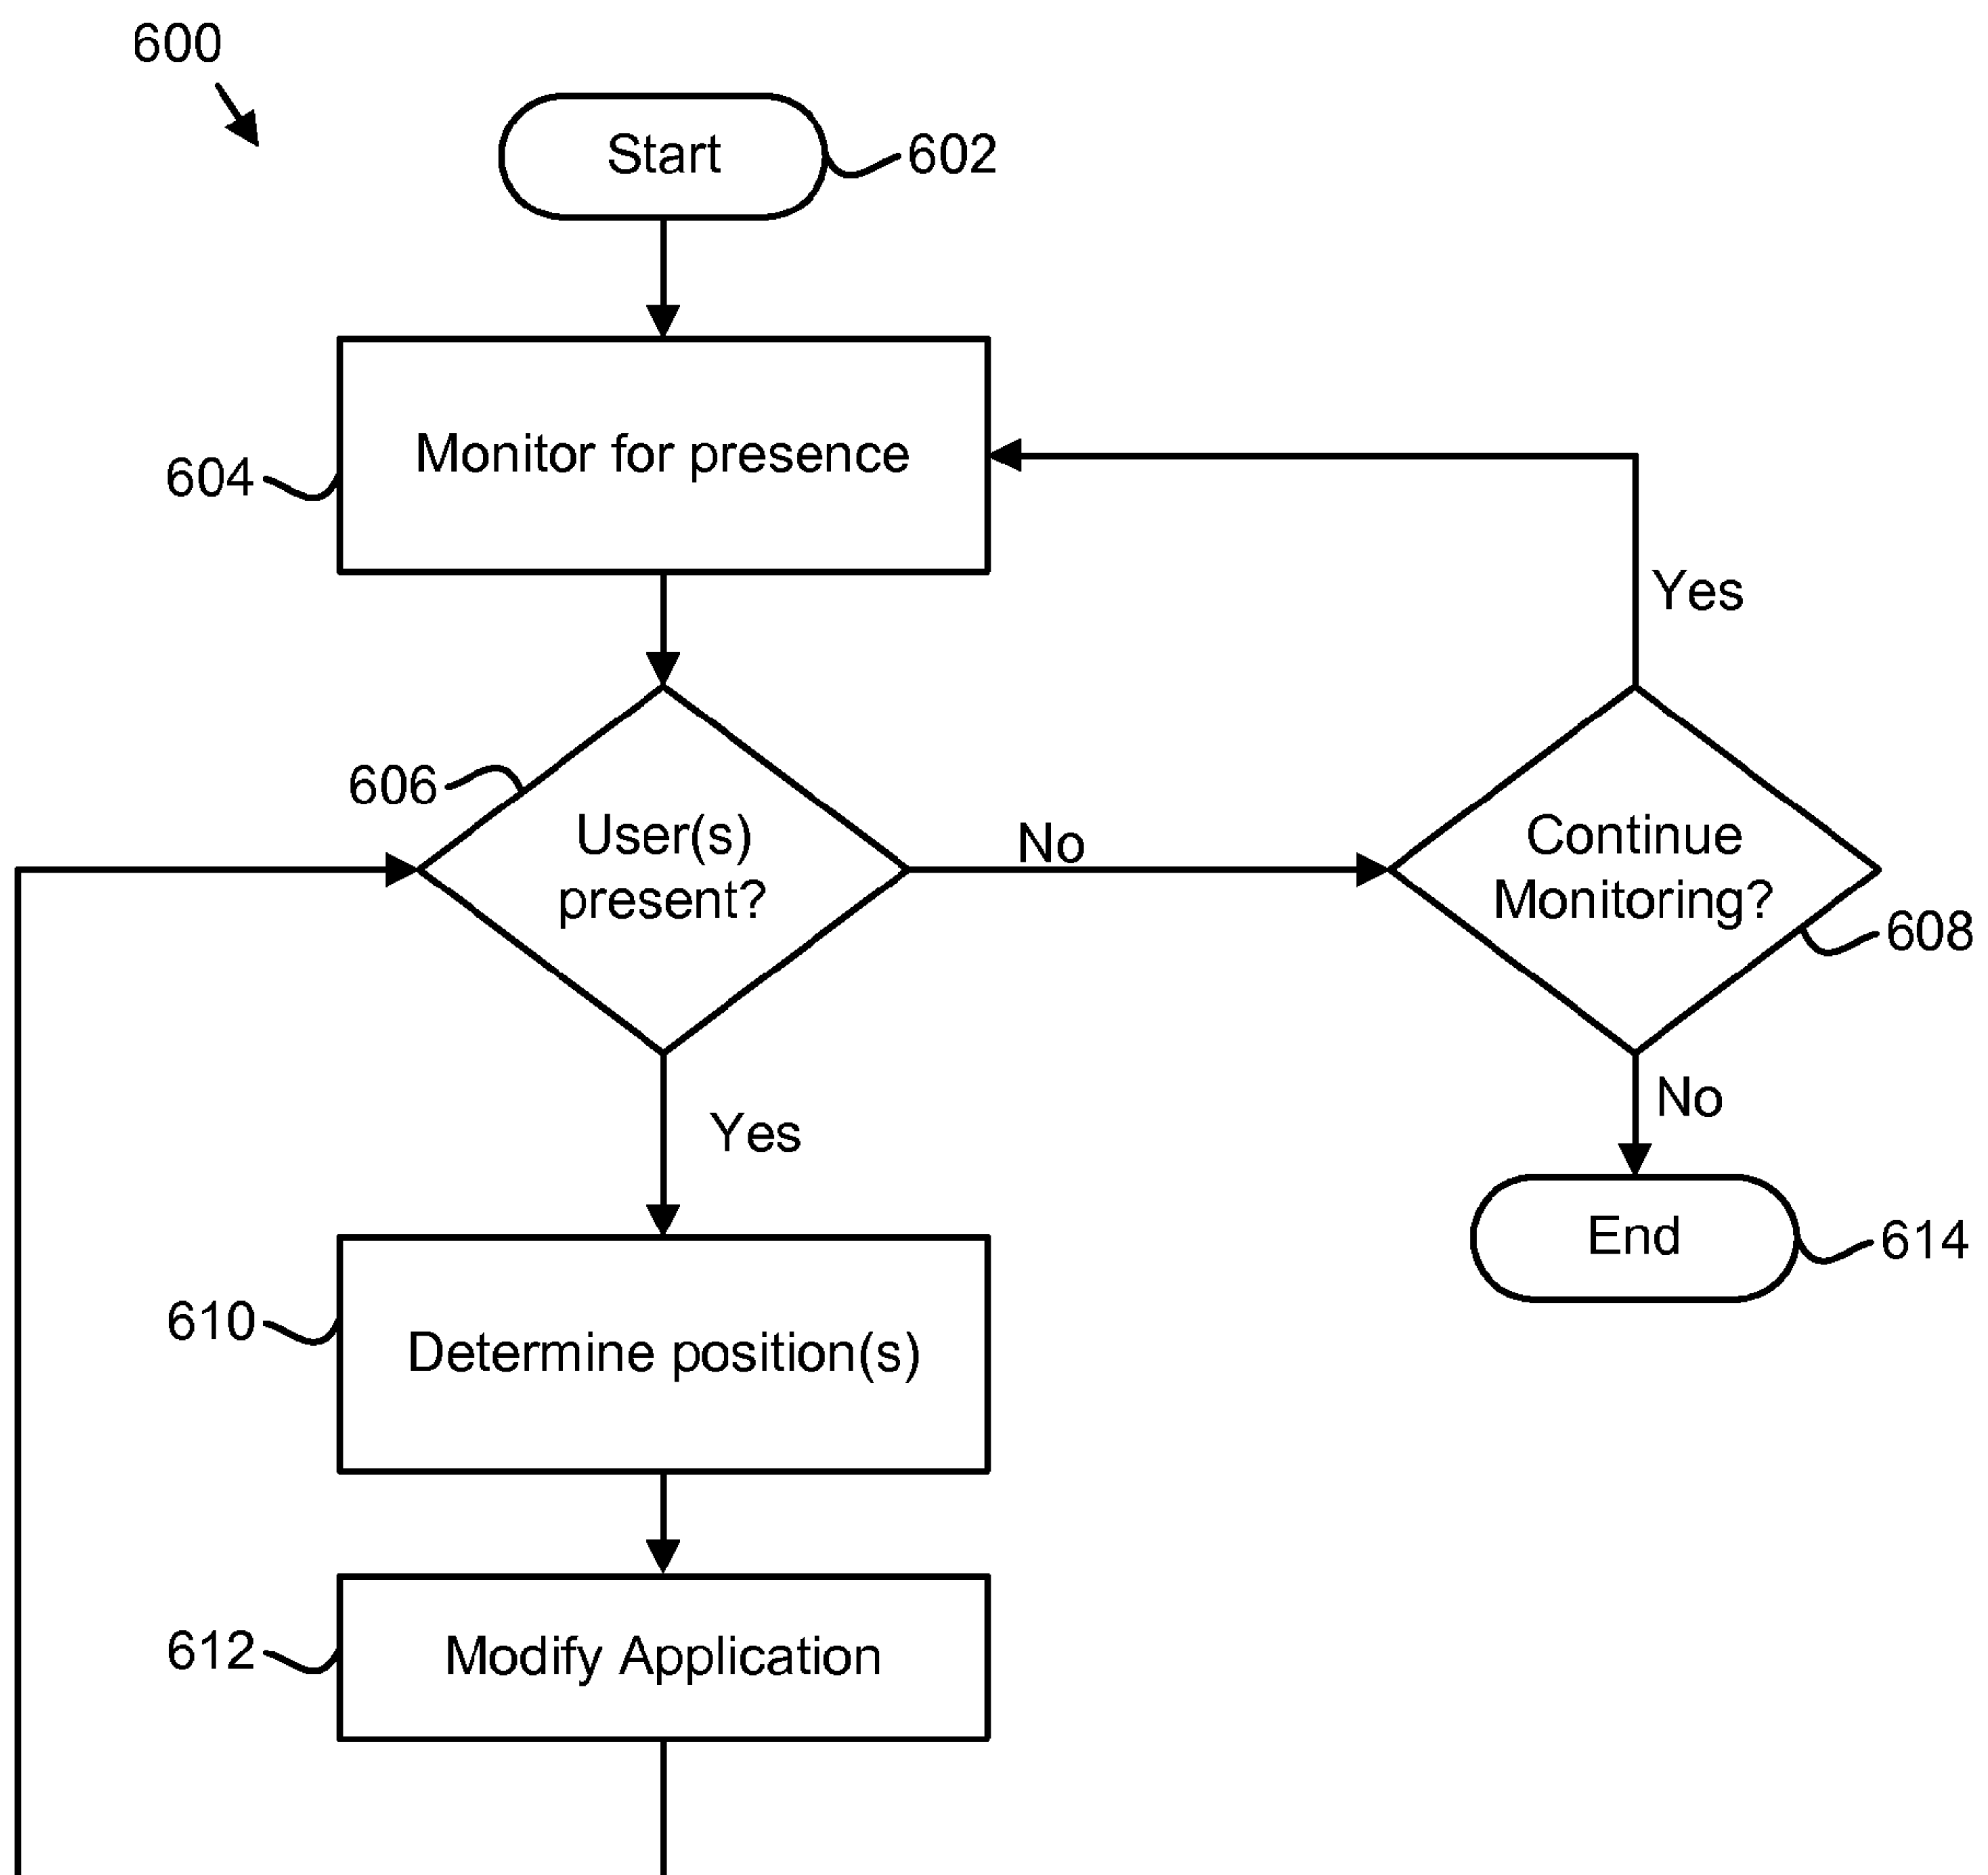 600
Start
602
Monitor for presence
604
Yes
606
User(s)
present?
No
Continue
Monitoring?
608
Yes
No
End
614
610
Determine position(s)
612
Modify Application